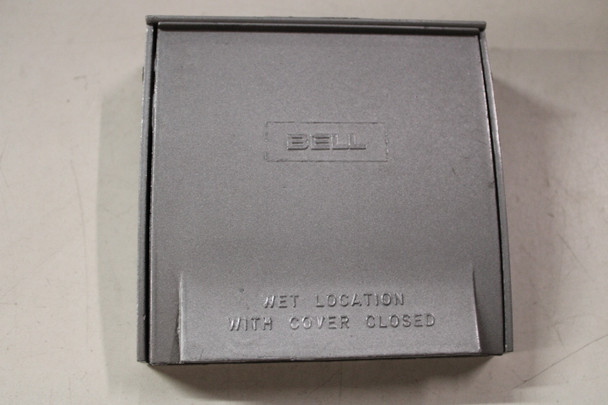 BELL
WET LOCATION
WITH COVER CLOSED